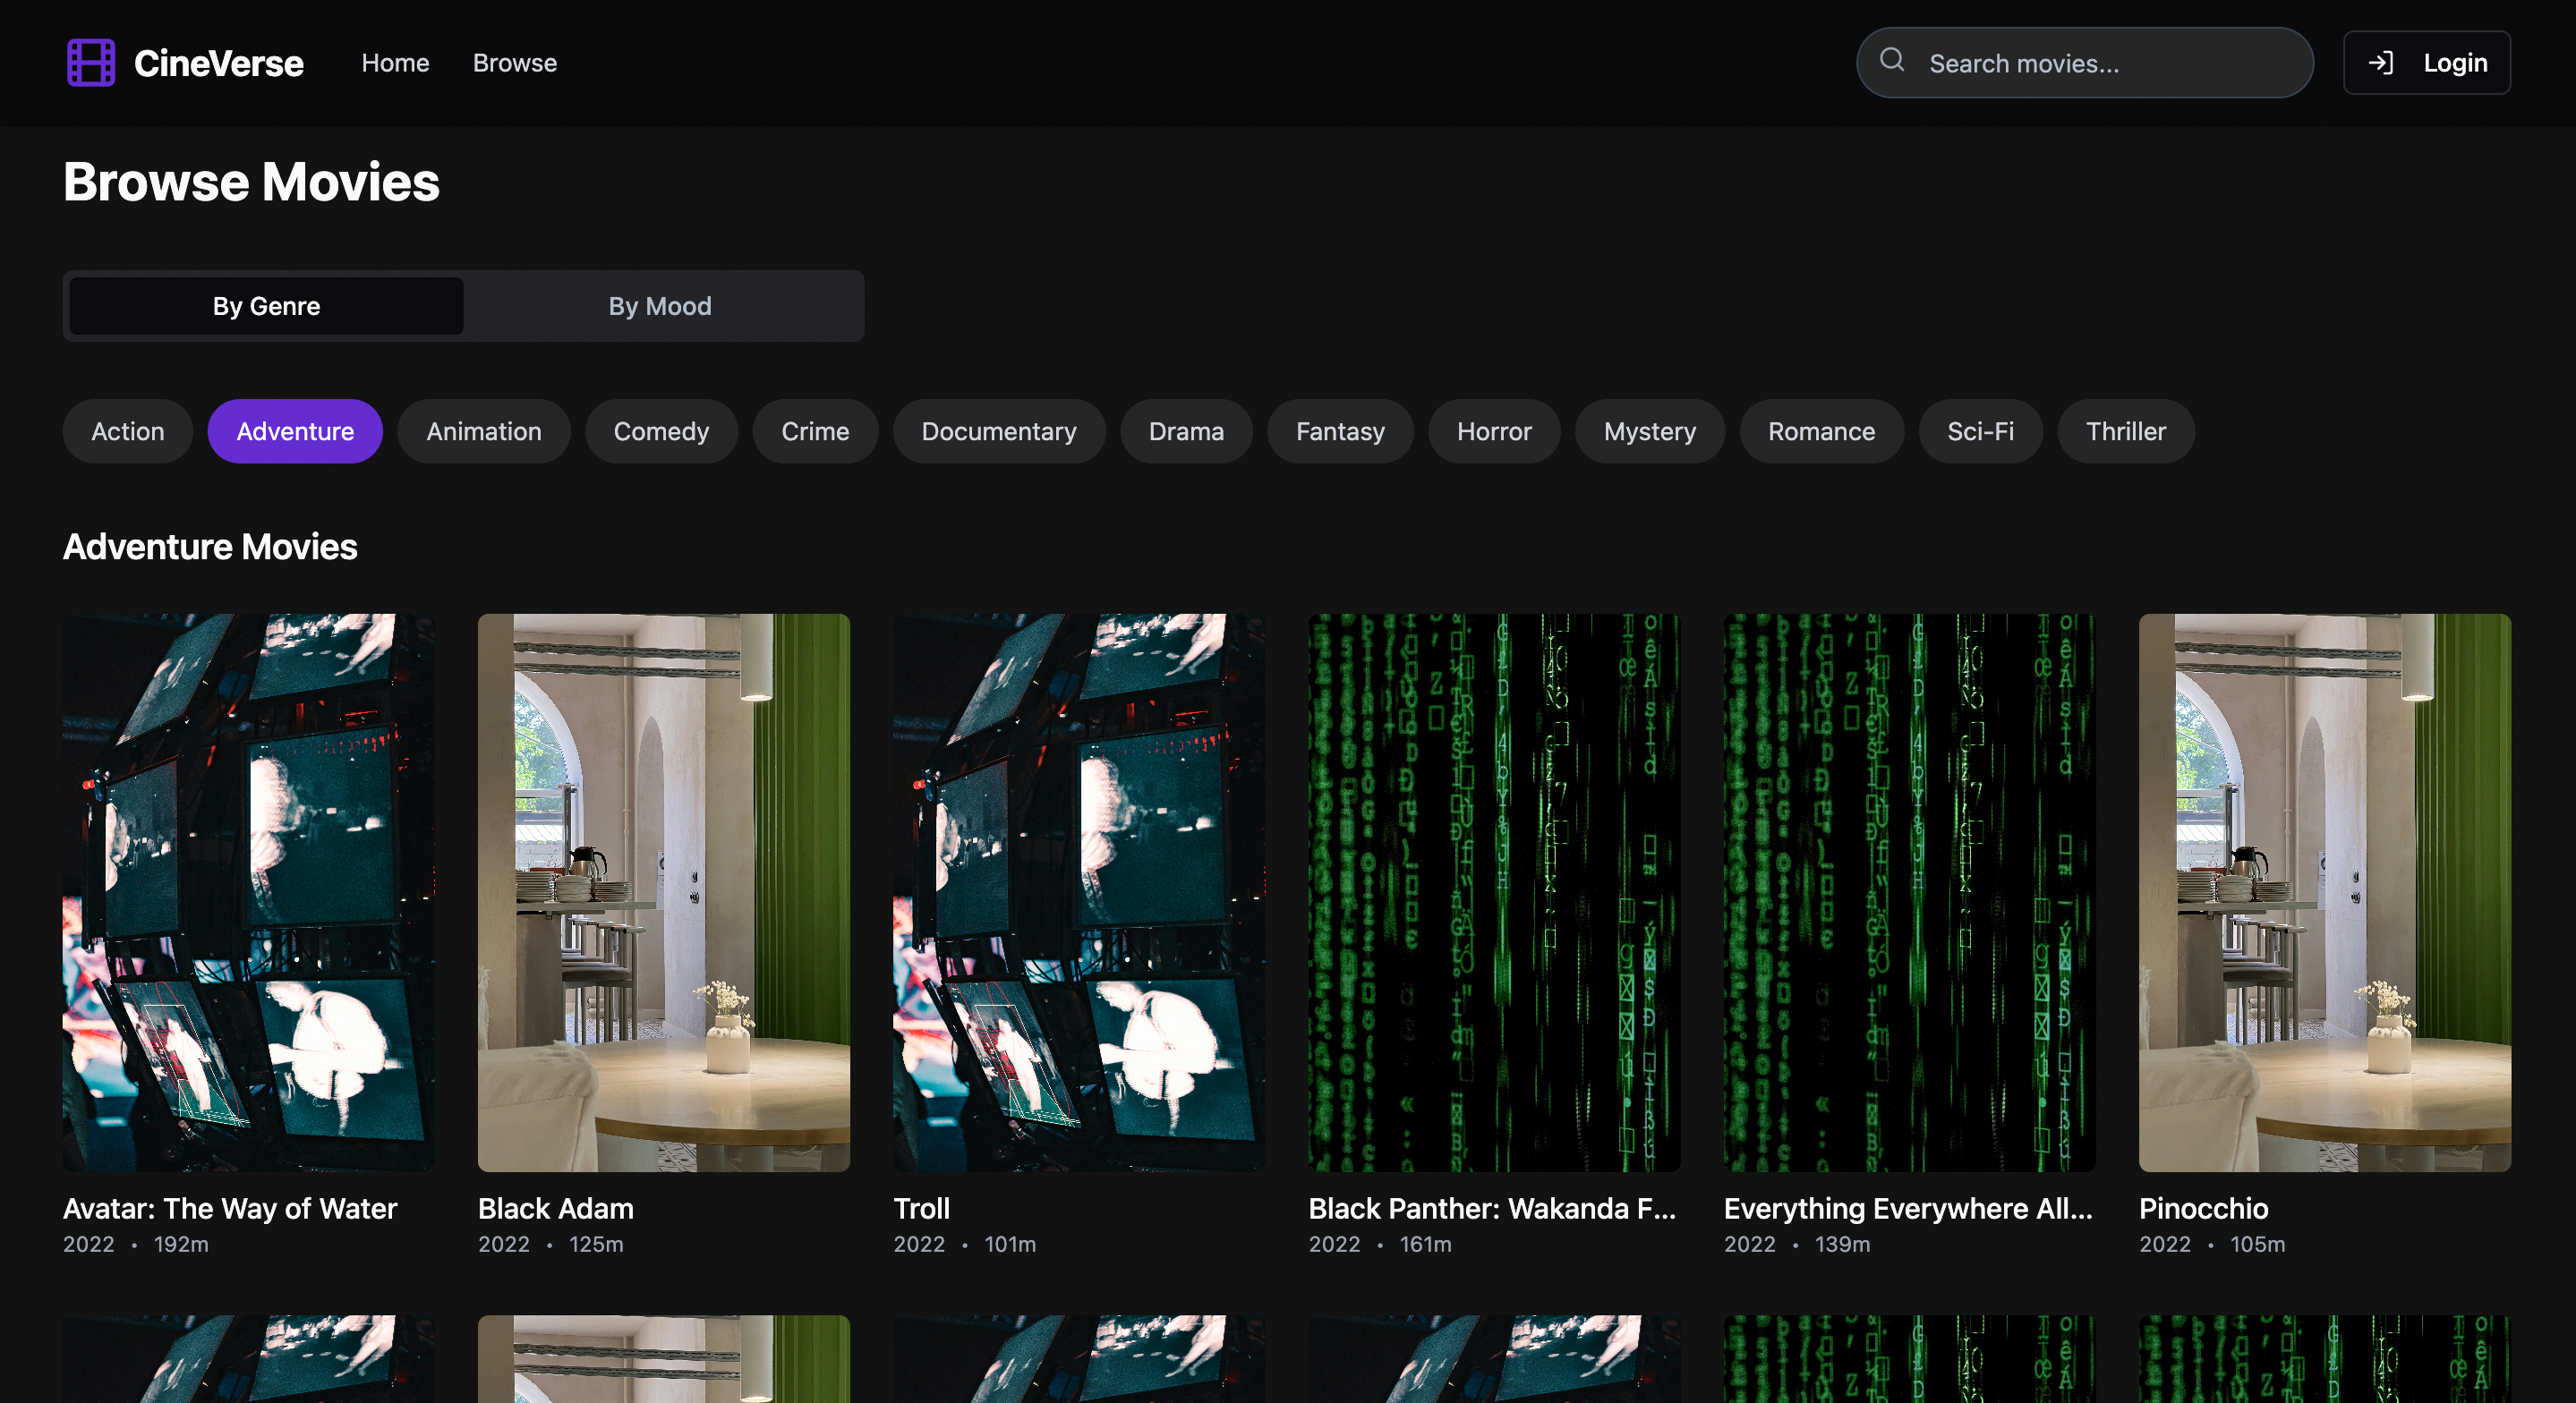 CineVerse Home Browse Search movies... Login
Browse Movies
By Genre By Mood
Action Adventure Animation Comedy Crime Documentary Drama Fantasy Horror Mystery Romance Sci-Fi Thriller
Adventure Movies
Avatar: The Way of Water Black Adam Troll Black Panther: Wakanda F... Everything Everywhere All... Pinocchio
2022 • 192m 2022 • 125m 2022 • 101m 2022 • 161m 2022 • 139m 2022 • 105m